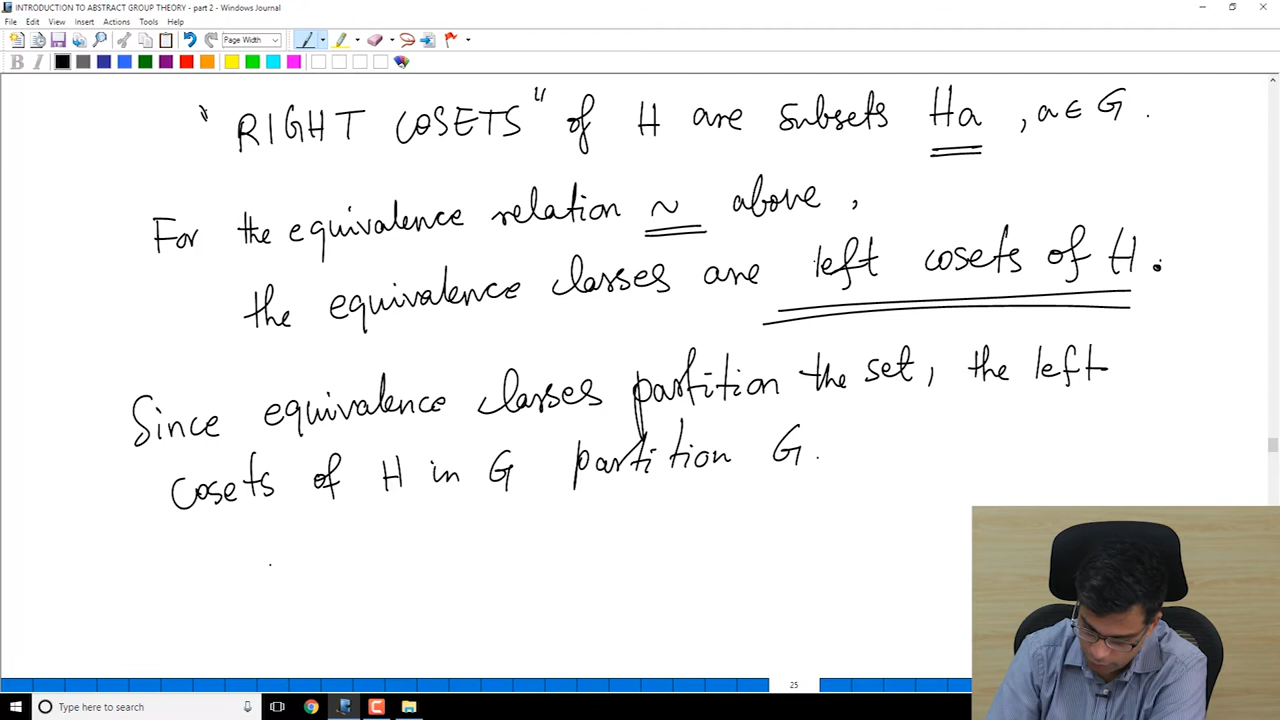 INTRODUCTION TO ABSTRACT GROUP THEORY - part 2 - Windows Journal
File Edit View Insert Actions Tools Help
Page Width
B I
"RIGHT COSETS" of H are subsets Ha , a ∈ G .
For the equivalence relation ~ above ,
the equivalence classes are left cosets of H .
Since equivalence classes partition the set, the left
cosets of H in G partition G .
25
Type here to search